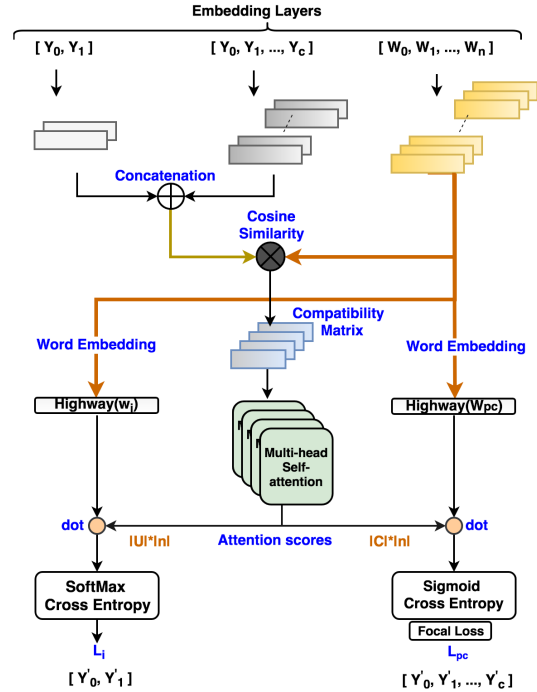 Embedding Layers
[ Y₀, Y₁ ]
[ Y₀, Y₁, ..., Y꜀ ]
[ W₀, W₁, ..., Wₙ ]
Concatenation
Cosine
Similarity
Compatibility
Matrix
Word Embedding
Word Embedding
Highway(wᵢ)
Highway(Wpc)
Multi-head
Self-
attention
dot
|U|*|n|
Attention scores
|C|*|n|
dot
SoftMax
Cross Entropy
Sigmoid
Cross Entropy
Focal Loss
Lᵢ
Lpc
[ Y'₀, Y'₁ ]
[ Y'₀, Y'₁, ..., Y'꜀ ]